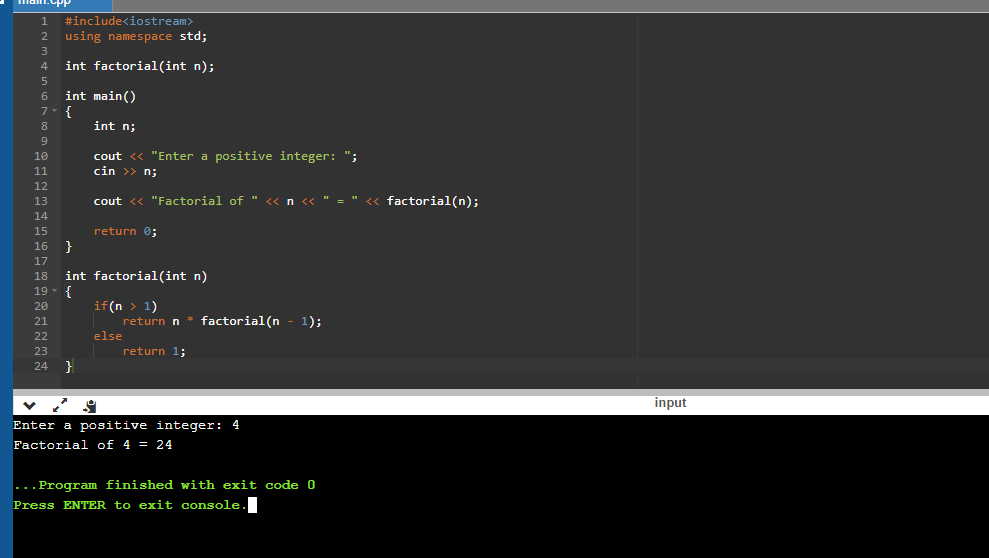 main.cpp
1 #include<iostream>
2 using namespace std;
3
4 int factorial(int n);
5
6 int main()
7 {
8     int n;
9
10     cout << "Enter a positive integer: ";
11     cin >> n;
12
13     cout << "Factorial of " << n << " = " << factorial(n);
14
15     return 0;
16 }
17
18 int factorial(int n)
19 {
20     if(n > 1)
21         return n * factorial(n - 1);
22     else
23         return 1;
24 }
input
Enter a positive integer: 4
Factorial of 4 = 24
...Program finished with exit code 0
Press ENTER to exit console.